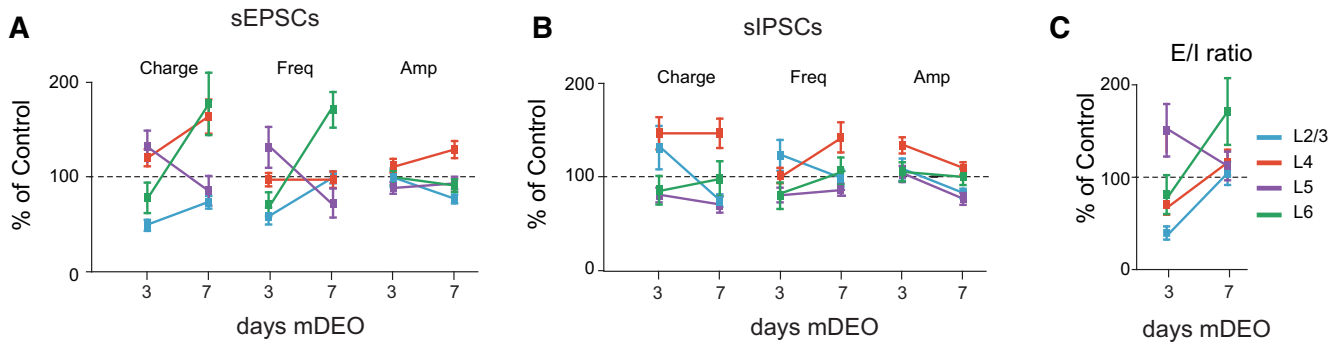 A
sEPSCs
Charge
Freq
Amp
% of Control
200
100
0
3
7
3
7
3
7
days mDEO
B
sIPSCs
Charge
Freq
Amp
% of Control
200
100
0
3
7
3
7
3
7
days mDEO
C
E/I ratio
% of Control
200
100
0
3
7
days mDEO
L2/3
L4
L5
L6